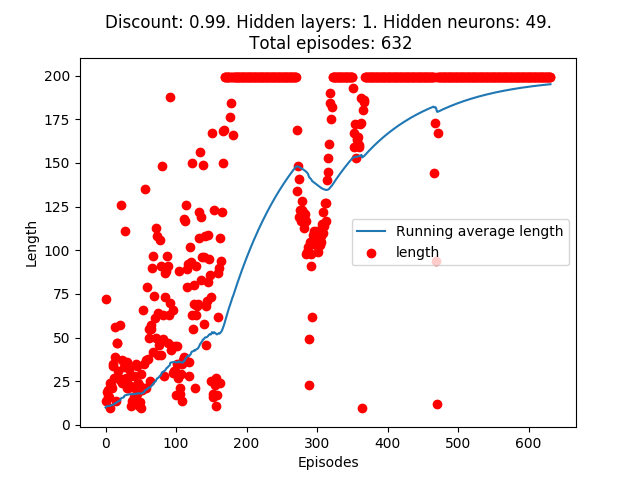 Discount: 0.99. Hidden layers: 1. Hidden neurons: 49.
Total episodes: 632
200
175
150
125
100
75
50
25
0
Length
Running average length
length
0 100 200 300 400 500 600
Episodes